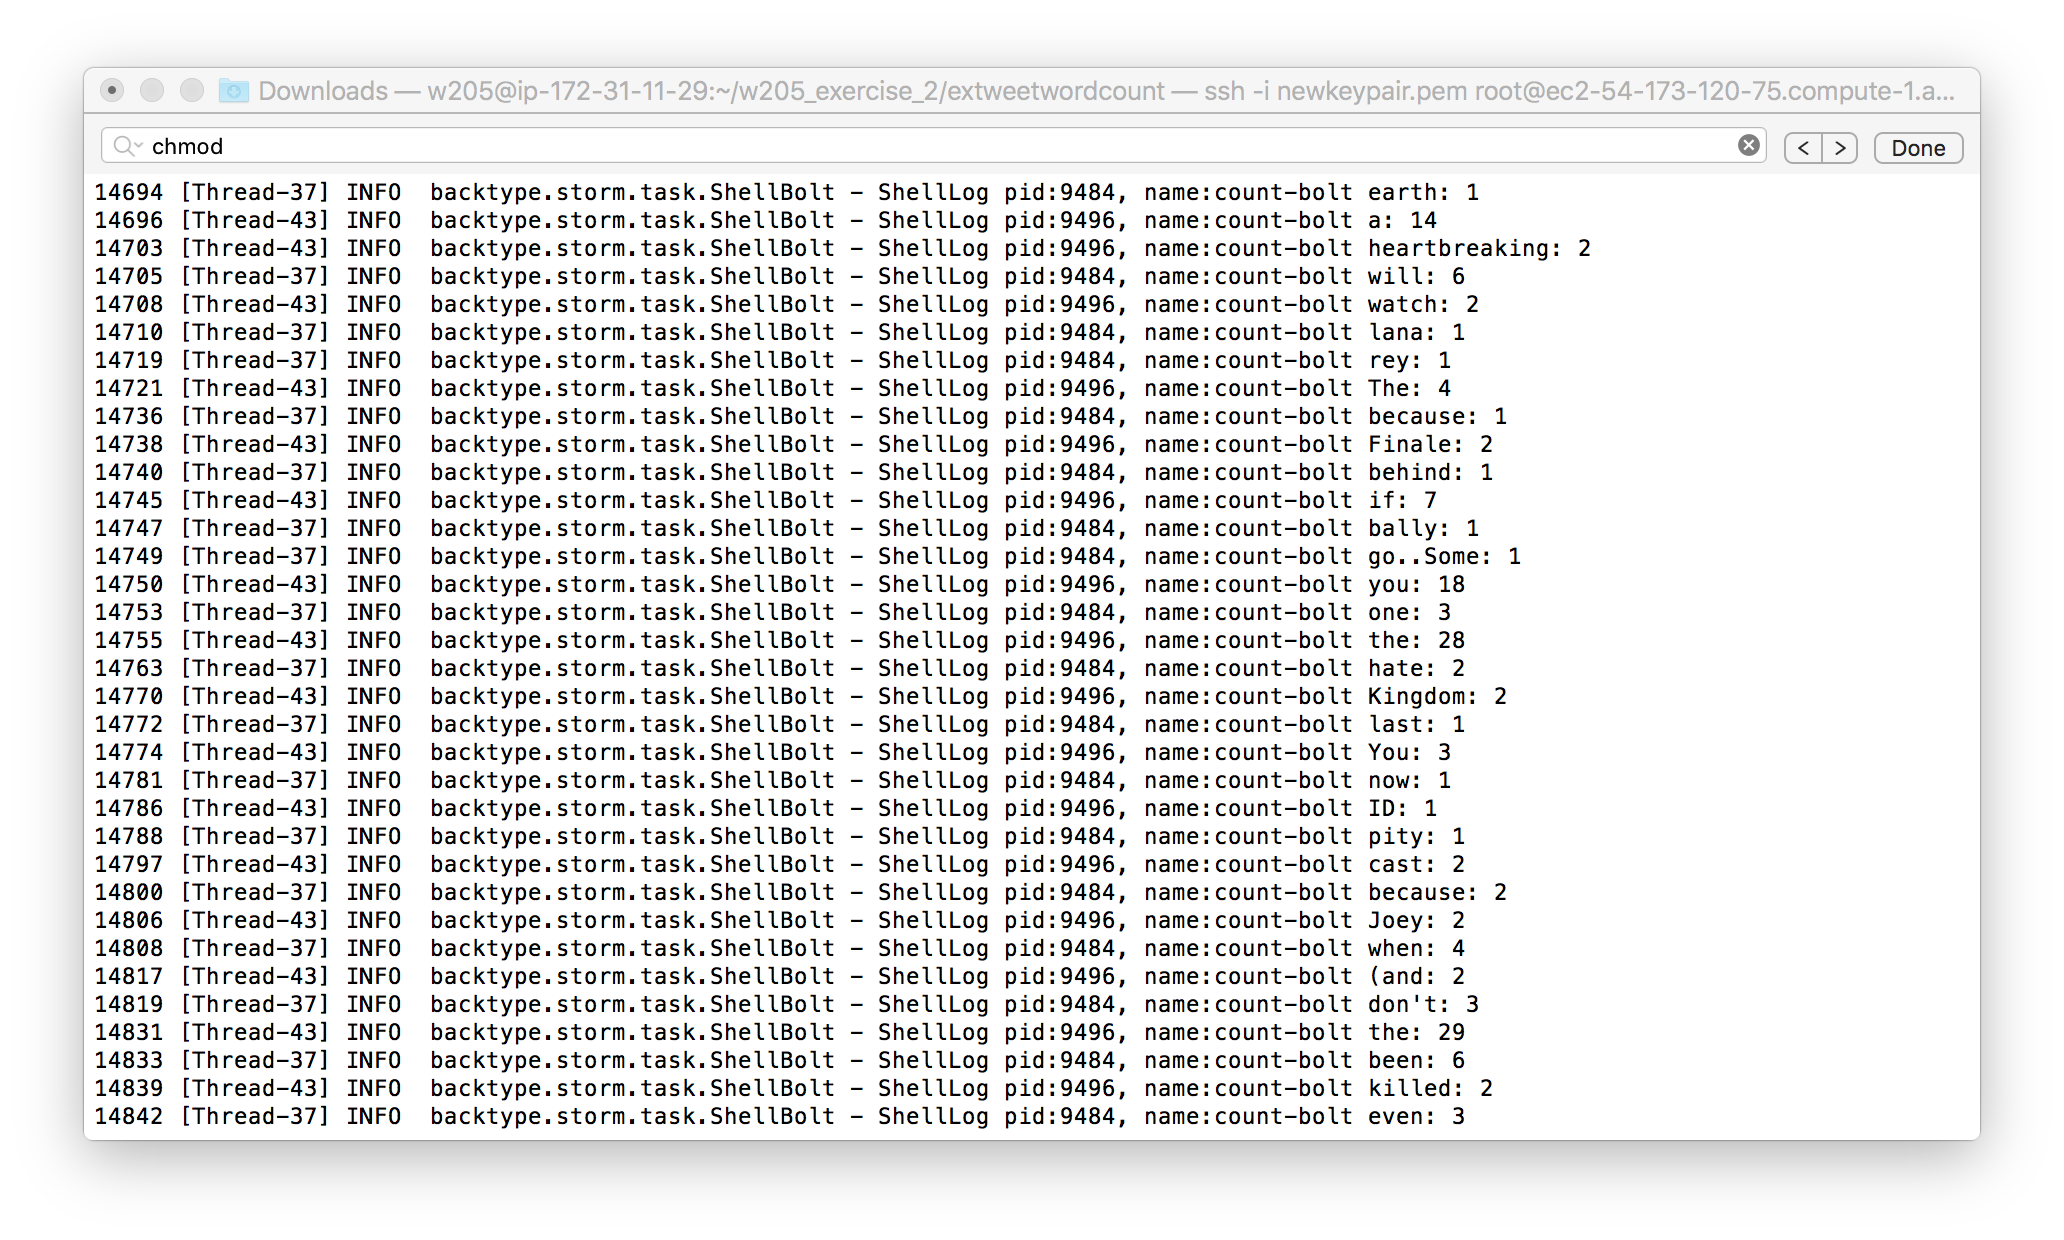 Downloads — w205@ip-172-31-11-29:~/w205_exercise_2/extweetwordcount — ssh -i newkeypair.pem root@ec2-54-173-120-75.compute-1.a...
chmod < > Done
14694 [Thread-37] INFO  backtype.storm.task.ShellBolt - ShellLog pid:9484, name:count-bolt earth: 1
14696 [Thread-43] INFO  backtype.storm.task.ShellBolt - ShellLog pid:9496, name:count-bolt a: 14
14703 [Thread-43] INFO  backtype.storm.task.ShellBolt - ShellLog pid:9496, name:count-bolt heartbreaking: 2
14705 [Thread-37] INFO  backtype.storm.task.ShellBolt - ShellLog pid:9484, name:count-bolt will: 6
14708 [Thread-43] INFO  backtype.storm.task.ShellBolt - ShellLog pid:9496, name:count-bolt watch: 2
14710 [Thread-37] INFO  backtype.storm.task.ShellBolt - ShellLog pid:9484, name:count-bolt lana: 1
14719 [Thread-37] INFO  backtype.storm.task.ShellBolt - ShellLog pid:9484, name:count-bolt rey: 1
14721 [Thread-43] INFO  backtype.storm.task.ShellBolt - ShellLog pid:9496, name:count-bolt The: 4
14736 [Thread-37] INFO  backtype.storm.task.ShellBolt - ShellLog pid:9484, name:count-bolt because: 1
14738 [Thread-43] INFO  backtype.storm.task.ShellBolt - ShellLog pid:9496, name:count-bolt Finale: 2
14740 [Thread-37] INFO  backtype.storm.task.ShellBolt - ShellLog pid:9484, name:count-bolt behind: 1
14745 [Thread-43] INFO  backtype.storm.task.ShellBolt - ShellLog pid:9496, name:count-bolt if: 7
14747 [Thread-37] INFO  backtype.storm.task.ShellBolt - ShellLog pid:9484, name:count-bolt bally: 1
14749 [Thread-37] INFO  backtype.storm.task.ShellBolt - ShellLog pid:9484, name:count-bolt go..Some: 1
14750 [Thread-43] INFO  backtype.storm.task.ShellBolt - ShellLog pid:9496, name:count-bolt you: 18
14753 [Thread-37] INFO  backtype.storm.task.ShellBolt - ShellLog pid:9484, name:count-bolt one: 3
14755 [Thread-43] INFO  backtype.storm.task.ShellBolt - ShellLog pid:9496, name:count-bolt the: 28
14763 [Thread-37] INFO  backtype.storm.task.ShellBolt - ShellLog pid:9484, name:count-bolt hate: 2
14770 [Thread-43] INFO  backtype.storm.task.ShellBolt - ShellLog pid:9496, name:count-bolt Kingdom: 2
14772 [Thread-37] INFO  backtype.storm.task.ShellBolt - ShellLog pid:9484, name:count-bolt last: 1
14774 [Thread-43] INFO  backtype.storm.task.ShellBolt - ShellLog pid:9496, name:count-bolt You: 3
14781 [Thread-37] INFO  backtype.storm.task.ShellBolt - ShellLog pid:9484, name:count-bolt now: 1
14786 [Thread-43] INFO  backtype.storm.task.ShellBolt - ShellLog pid:9496, name:count-bolt ID: 1
14788 [Thread-37] INFO  backtype.storm.task.ShellBolt - ShellLog pid:9484, name:count-bolt pity: 1
14797 [Thread-43] INFO  backtype.storm.task.ShellBolt - ShellLog pid:9496, name:count-bolt cast: 2
14800 [Thread-37] INFO  backtype.storm.task.ShellBolt - ShellLog pid:9484, name:count-bolt because: 2
14806 [Thread-43] INFO  backtype.storm.task.ShellBolt - ShellLog pid:9496, name:count-bolt Joey: 2
14808 [Thread-37] INFO  backtype.storm.task.ShellBolt - ShellLog pid:9484, name:count-bolt when: 4
14817 [Thread-43] INFO  backtype.storm.task.ShellBolt - ShellLog pid:9496, name:count-bolt (and: 2
14819 [Thread-37] INFO  backtype.storm.task.ShellBolt - ShellLog pid:9484, name:count-bolt don't: 3
14831 [Thread-43] INFO  backtype.storm.task.ShellBolt - ShellLog pid:9496, name:count-bolt the: 29
14833 [Thread-37] INFO  backtype.storm.task.ShellBolt - ShellLog pid:9484, name:count-bolt been: 6
14839 [Thread-43] INFO  backtype.storm.task.ShellBolt - ShellLog pid:9496, name:count-bolt killed: 2
14842 [Thread-37] INFO  backtype.storm.task.ShellBolt - ShellLog pid:9484, name:count-bolt even: 3